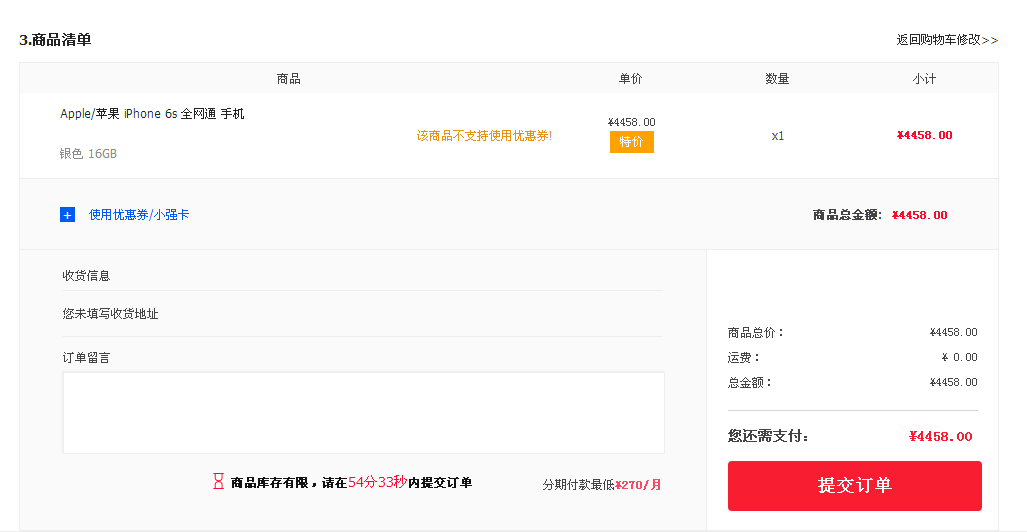 3.商品清单 返回购物车修改>>
商品 单价 数量 小计
Apple/苹果 iPhone 6s 全网通 手机
¥4458.00
该商品不支持使用优惠券! 特价 x1 ¥4458.00
银色 16GB
+ 使用优惠券/小强卡 商品总金额: ¥4458.00
收货信息
您未填写收货地址
商品总价： ¥4458.00
订单留言 运费： ¥ 0.00
总金额： ¥4458.00
您还需支付： ¥4458.00
商品库存有限，请在54分33秒内提交订单 分期付款最低¥270/月
提交订单